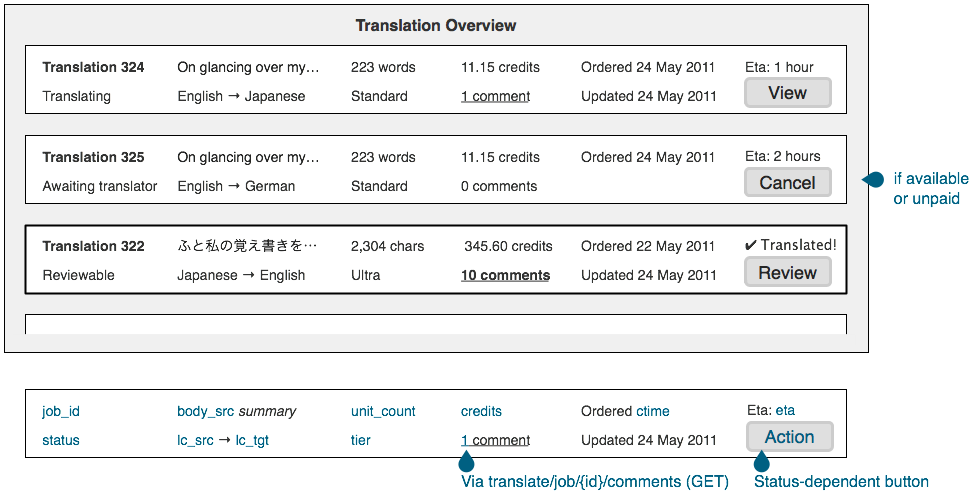 Translation Overview
Translation 324 On glancing over my… 223 words 11.15 credits Ordered 24 May 2011 Eta: 1 hour
Translating English → Japanese Standard 1 comment Updated 24 May 2011 View
Translation 325 On glancing over my… 223 words 11.15 credits Ordered 24 May 2011 Eta: 2 hours
Awaiting translator English → German Standard 0 comments Cancel
if available
or unpaid
Translation 322 ふと私の覚え書きを… 2,304 chars 345.60 credits Ordered 22 May 2011 ✔ Translated!
Reviewable Japanese → English Ultra 10 comments Updated 24 May 2011 Review
job_id body_src summary unit_count credits Ordered ctime Eta: eta
status lc_src → lc_tgt tier 1 comment Updated 24 May 2011 Action
Via translate/job/{id}/comments (GET) Status-dependent button